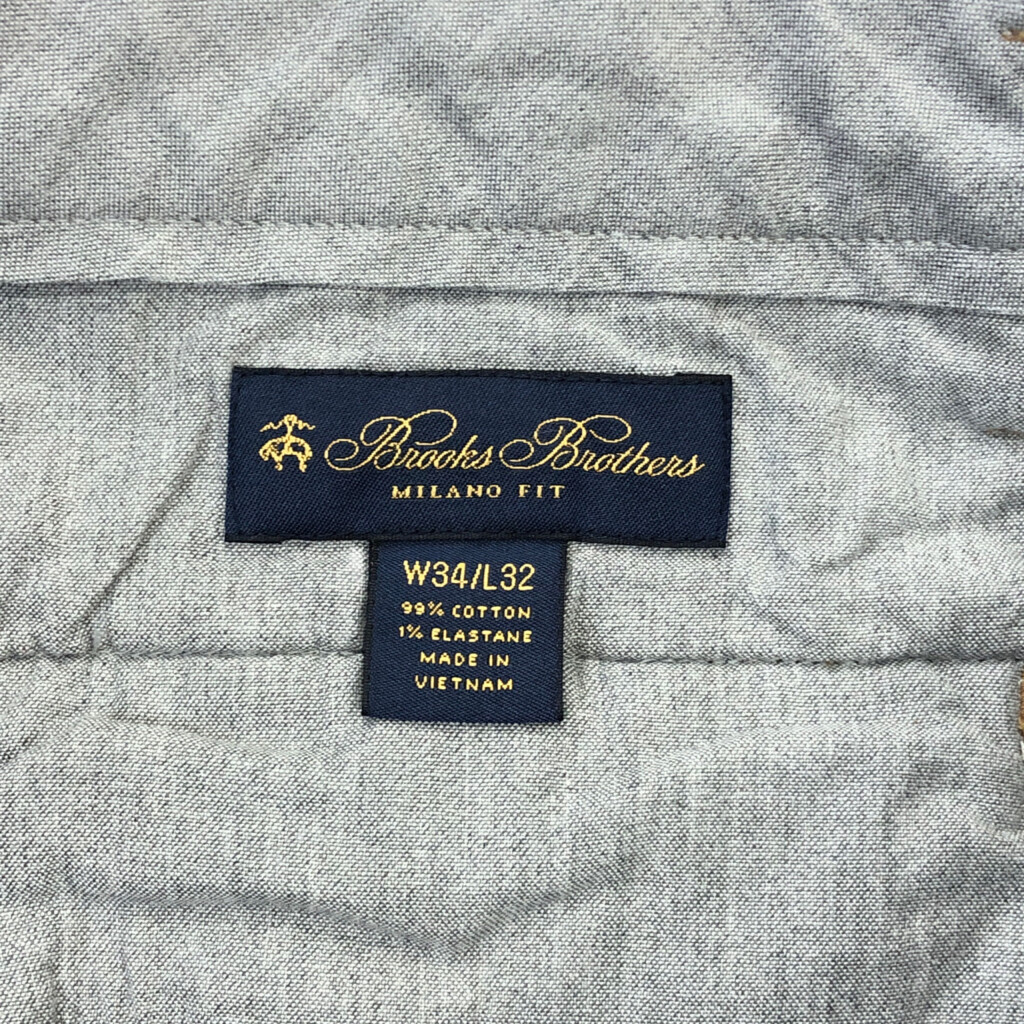 Brooks Brothers
MILANO FIT
W34/L32
99% COTTON
1% ELASTANE
MADE IN
VIETNAM